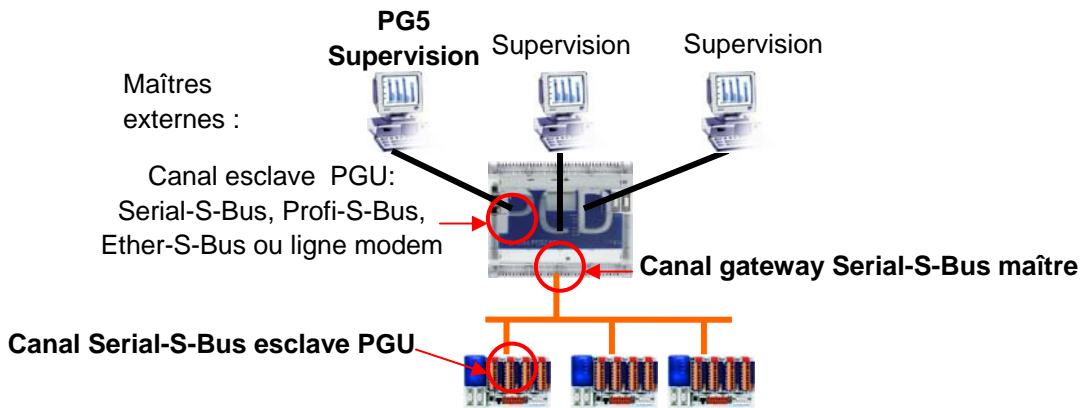 PG5
Supervision
Supervision
Supervision
Maîtres
externes :
Canal esclave  PGU:
Serial-S-Bus, Profi-S-Bus,
Ether-S-Bus ou ligne modem
PCD
Canal gateway Serial-S-Bus maître
Canal Serial-S-Bus esclave PGU